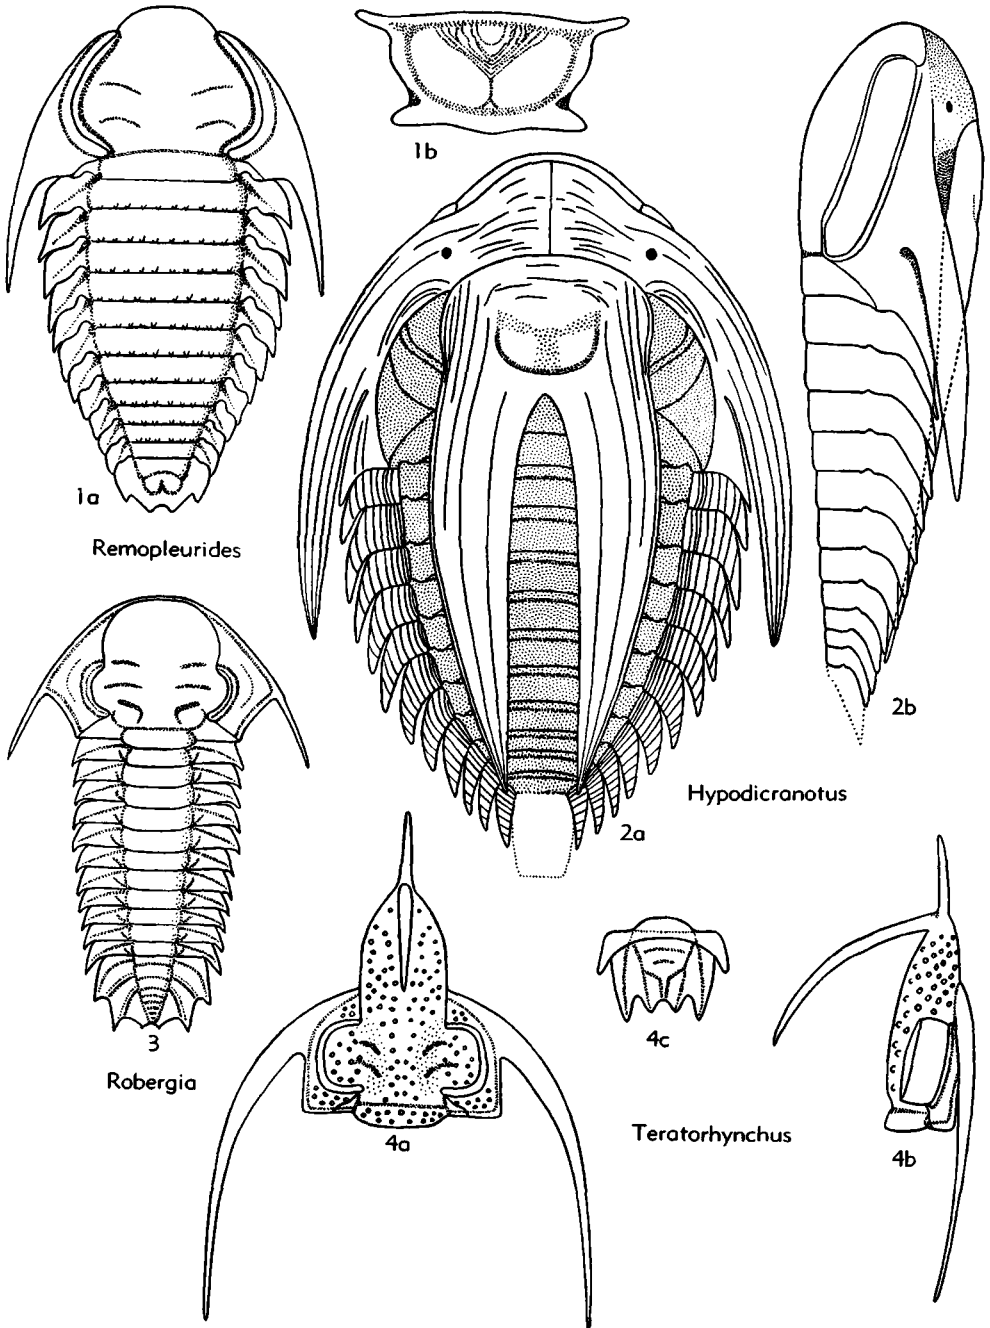 1b
1a
Remopleurides
2b
Hypodicranotus
2a
3
Robergia
4c
4a
Teratorhynchus
4b